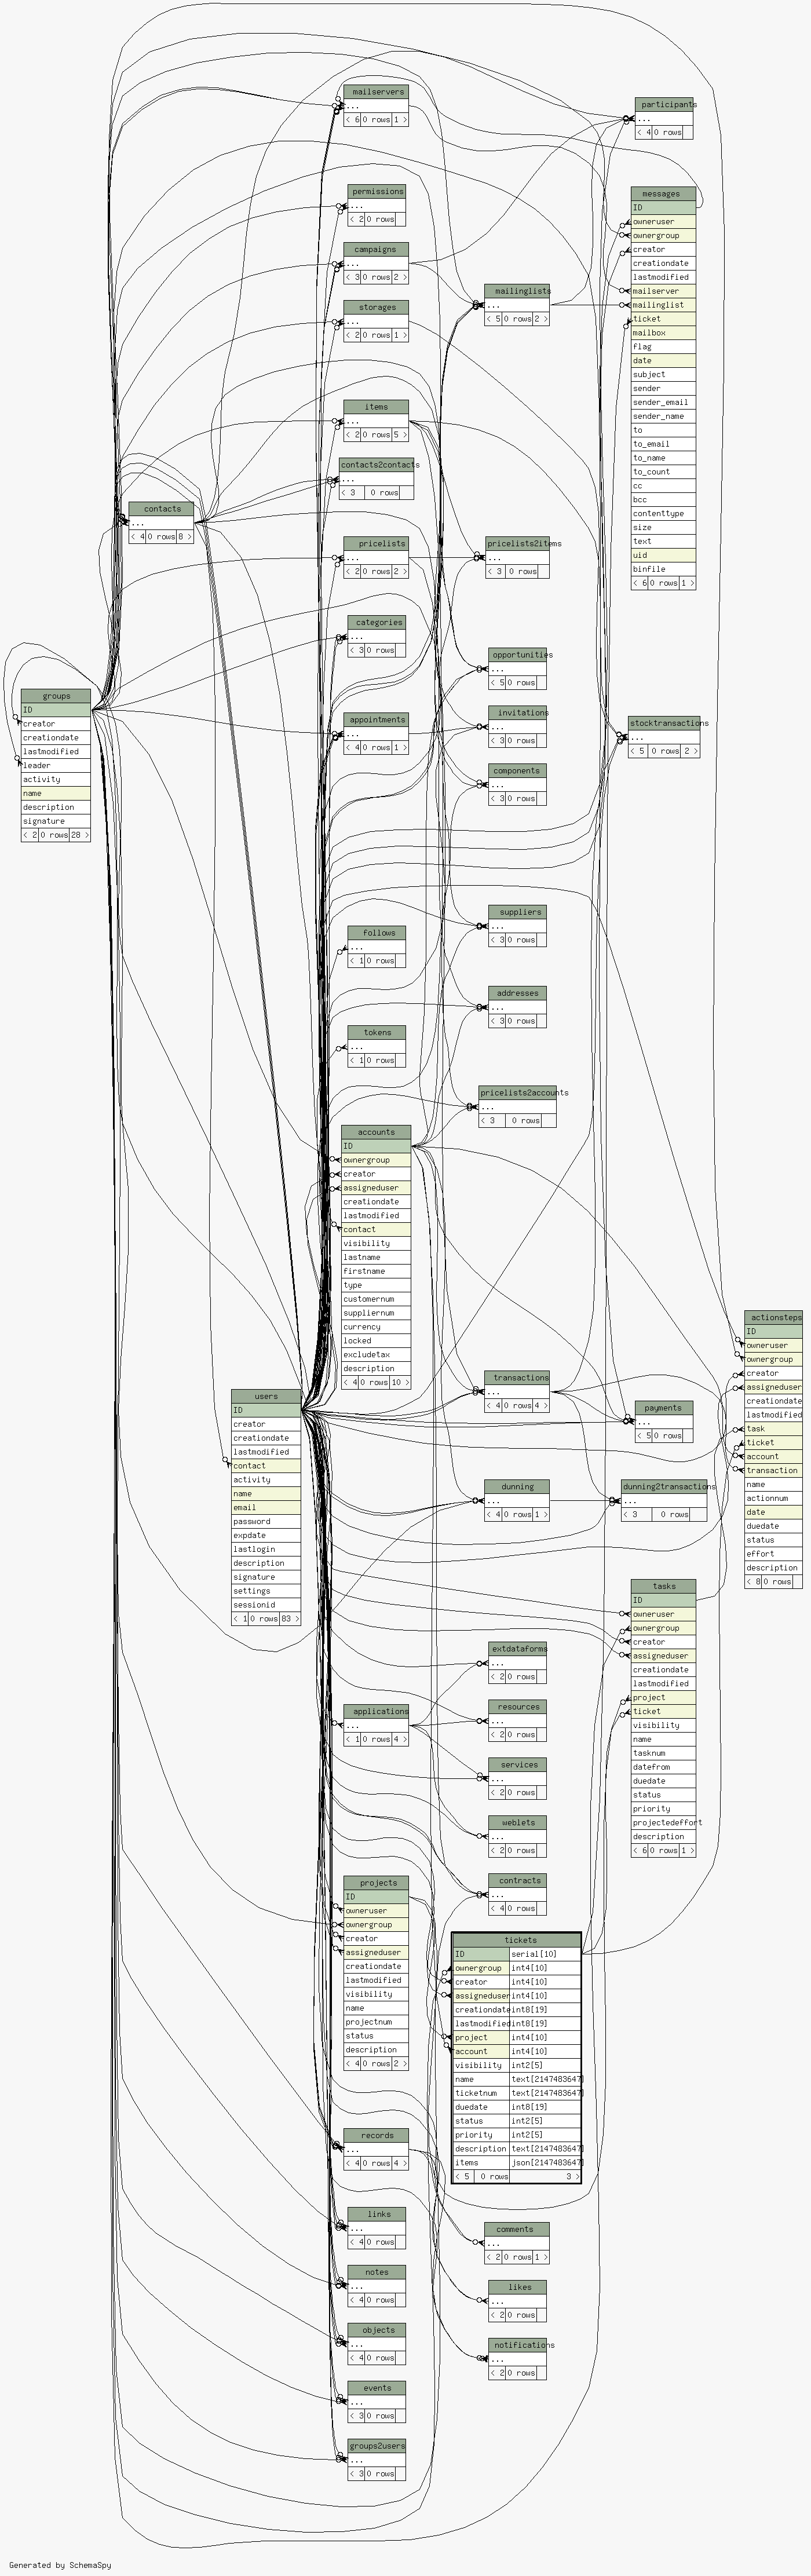 mailservers
...
< 6 0 rows 1 >
participants
...
< 4 0 rows
permissions
...
< 2 0 rows
messages
ID
owneruser
ownergroup
creator
creationdate
lastmodified
mailserver
mailinglist
ticket
mailbox
flag
date
subject
sender
sender_email
sender_name
to
to_email
to_name
to_count
cc
bcc
contenttype
size
text
uid
binfile
< 6 0 rows 1 >
campaigns
...
< 3 0 rows 2 >
mailinglists
...
< 5 0 rows 2 >
storages
...
< 2 0 rows 1 >
items
...
< 2 0 rows 5 >
contacts2contacts
...
< 3 0 rows
contacts
...
< 4 0 rows 8 >
pricelists
...
< 2 0 rows 2 >
pricelists2items
...
< 3 0 rows
categories
...
< 3 0 rows
opportunities
...
< 5 0 rows
groups
ID
creator
creationdate
lastmodified
leader
activity
name
description
signature
< 2 0 rows 28 >
appointments
...
< 4 0 rows 1 >
invitations
...
< 3 0 rows
stocktransactions
...
< 5 0 rows 2 >
components
...
< 3 0 rows
suppliers
...
< 3 0 rows
follows
...
< 1 0 rows
addresses
...
< 3 0 rows
tokens
...
< 1 0 rows
pricelists2accounts
...
< 3 0 rows
accounts
ID
ownergroup
creator
assigneduser
creationdate
lastmodified
contact
visibility
lastname
firstname
type
customernum
suppliernum
currency
locked
excludetax
description
< 4 0 rows 10 >
actionsteps
ID
owneruser
ownergroup
creator
assigneduser
creationdate
lastmodified
task
ticket
account
transaction
name
actionnum
date
duedate
status
effort
description
< 8 0 rows
transactions
...
< 4 0 rows 4 >
users
ID
creator
creationdate
lastmodified
contact
activity
name
email
password
expdate
lastlogin
description
signature
settings
sessionid
< 1 0 rows 83 >
payments
...
< 5 0 rows
dunning
...
< 4 0 rows 1 >
dunning2transactions
...
< 3 0 rows
tasks
ID
owneruser
ownergroup
creator
assigneduser
creationdate
lastmodified
project
ticket
visibility
name
tasknum
datefrom
duedate
status
priority
projectedeffort
description
< 6 0 rows 1 >
extdataforms
...
< 2 0 rows
applications
...
< 1 0 rows 4 >
resources
...
< 2 0 rows
services
...
< 2 0 rows
weblets
...
< 2 0 rows
projects
ID
owneruser
ownergroup
creator
assigneduser
creationdate
lastmodified
visibility
name
projectnum
status
description
< 4 0 rows 2 >
contracts
...
< 4 0 rows
tickets
ID serial[10]
ownergroup int4[10]
creator int4[10]
assigneduser int4[10]
creationdate int8[19]
lastmodified int8[19]
project int4[10]
account int4[10]
visibility int2[5]
name text[2147483647]
ticketnum text[2147483647]
duedate int8[19]
status int2[5]
priority int2[5]
description text[2147483647]
items json[2147483647]
< 5 0 rows 3 >
records
...
< 4 0 rows 4 >
links
...
< 4 0 rows
comments
...
< 2 0 rows 1 >
notes
...
< 4 0 rows
likes
...
< 2 0 rows
objects
...
< 4 0 rows
notifications
...
< 2 0 rows
events
...
< 3 0 rows
groups2users
...
< 3 0 rows
Generated by SchemaSpy